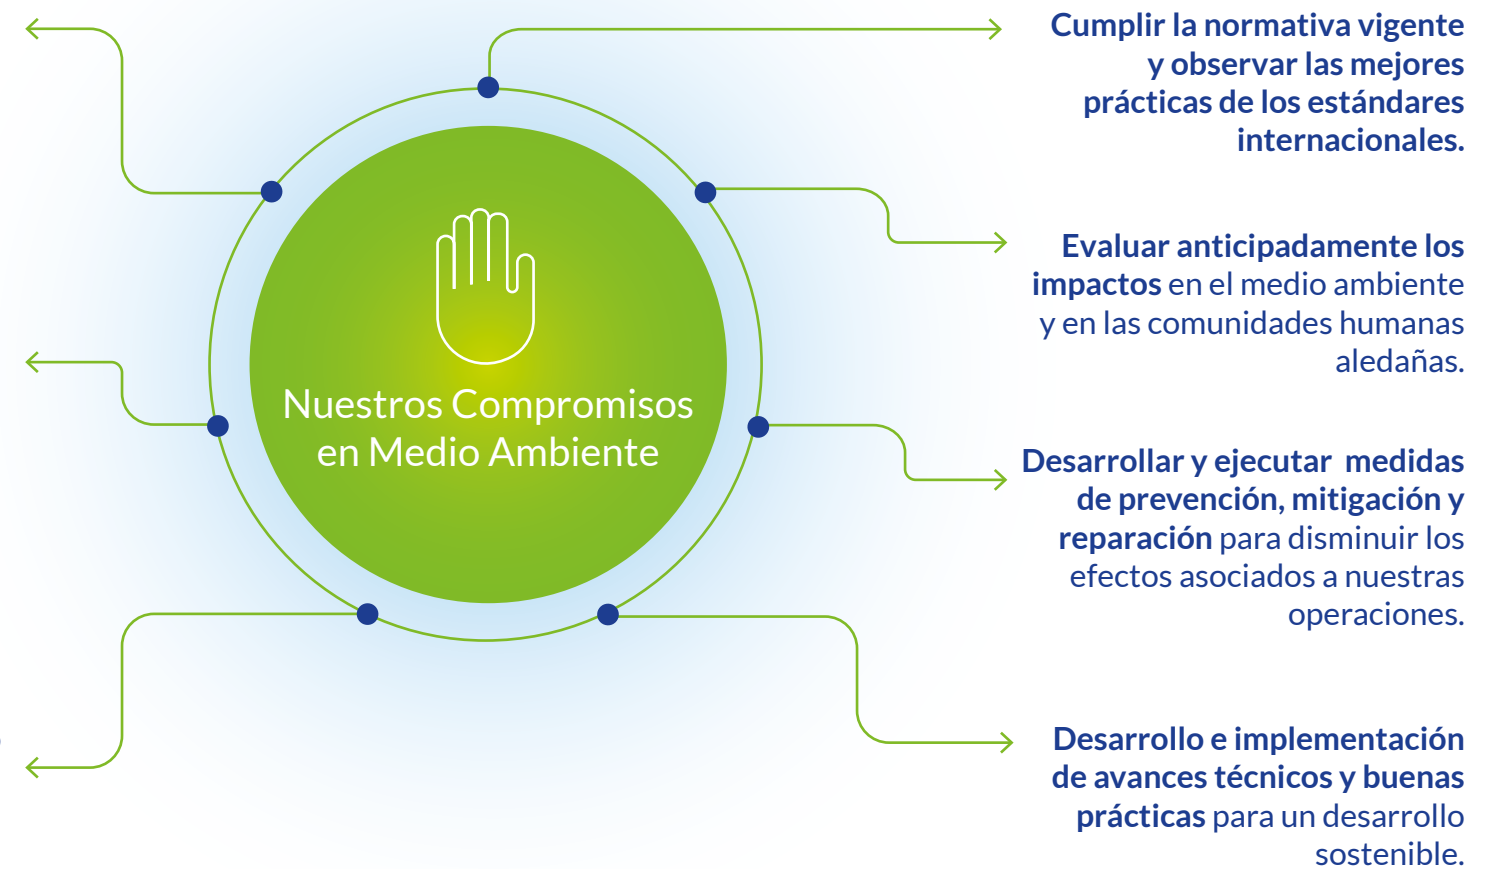 Nuestros Compromisos
en Medio Ambiente
Cumplir la normativa vigente
y observar las mejores
prácticas de los estándares
internacionales.
Evaluar anticipadamente los
impactos en el medio ambiente
y en las comunidades humanas
aledañas.
Desarrollar y ejecutar medidas
de prevención, mitigación y
reparación para disminuir los
efectos asociados a nuestras
operaciones.
Desarrollo e implementación
de avances técnicos y buenas
prácticas para un desarrollo
sostenible.